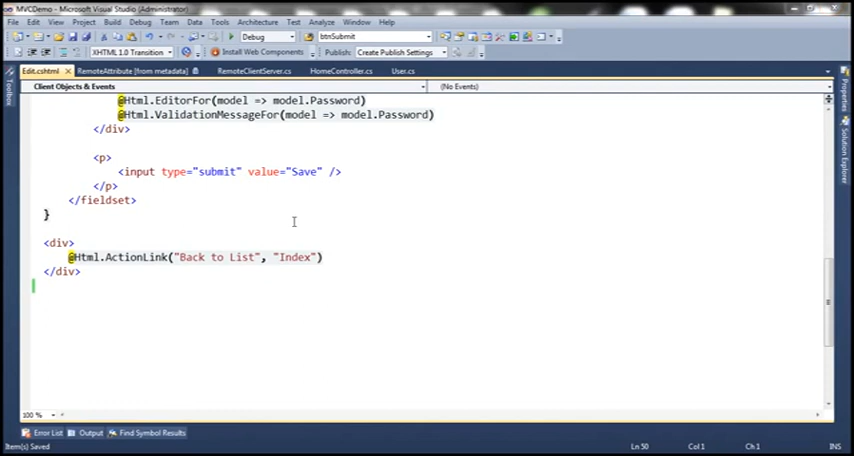 MVCDemo - Microsoft Visual Studio (Administrator)
File Edit View Project Build Debug Team Data Tools Architecture Test Analyze Window Help
Debug btnSubmit
XHTML 1.0 Transition Install Web Components Publish: Create Publish Settings
Edit.cshtml RemoteAttribute [from metadata] RemoteClientServer.cs HomeController.cs User.cs
Client Objects & Events (No Events)
@Html.EditorFor(model => model.Password)
@Html.ValidationMessageFor(model => model.Password)
</div>
<p>
<input type="submit" value="Save" />
</p>
</fieldset>
}
<div>
@Html.ActionLink("Back to List", "Index")
</div>
100 %
Error List Output Find Symbol Results
Item(s) Saved Ln 50 Col 1 Ch 1 INS
Toolbox
Properties
Solution Explorer